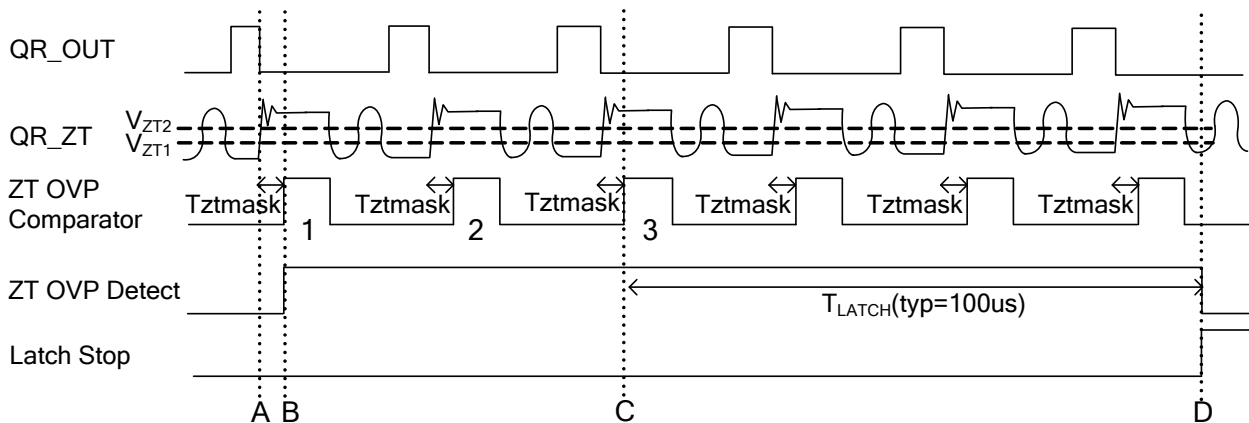 QR_OUT
VZT2
QR_ZT
VZT1
ZT OVP
Comparator
Tztmask Tztmask Tztmask Tztmask Tztmask Tztmask
1 2 3
ZT OVP Detect
TLATCH(typ=100us)
Latch Stop
A B C D